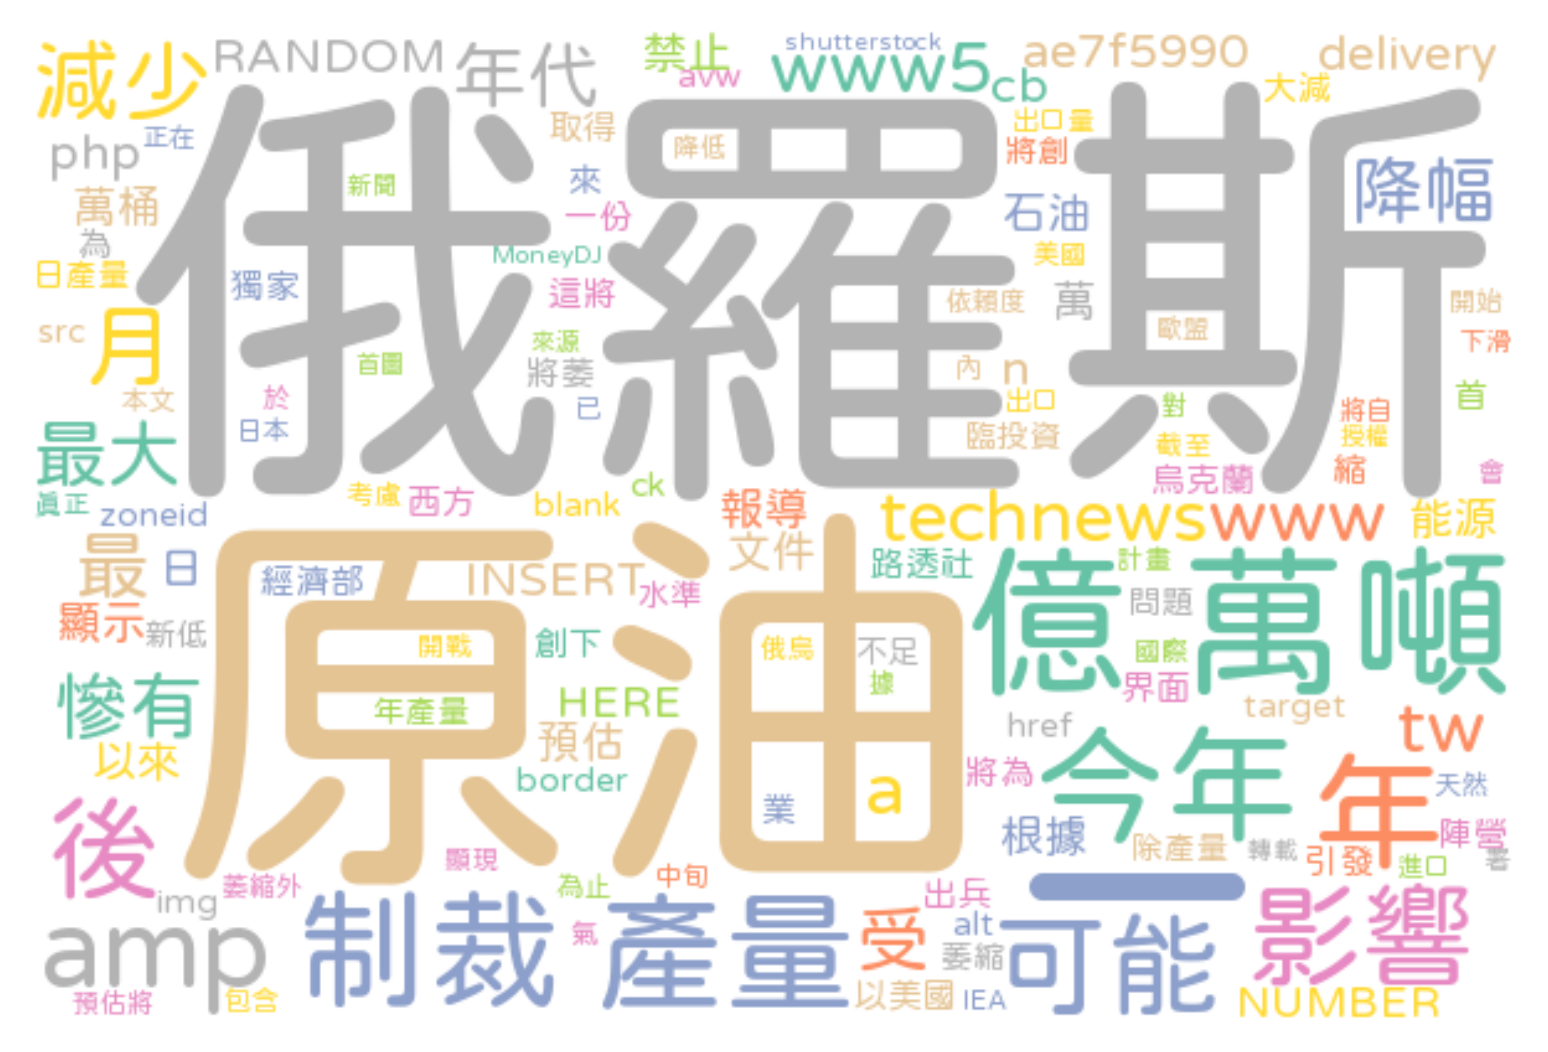 減少 RANDOM 年代 禁止 shutterstock www5 ae7f5990 delivery
avw cb 大減
php 正在 取得 降低 出口量 將創 降幅
萬桶 新聞 來 一份 石油
為 MoneyDJ 美國
日產量 獨家 這將 依賴度 萬 開始
俄羅斯
src 月 來源 歐盟 下滑
首圖 將萎 內 n
本文 於 已 出口 對 將自 首
日本 臨投資 截至 授權
最大 ck 烏克蘭 縮 會
真正 zoneid 考慮 西方 blank 報導 technews www 能源
最 日 經濟部 INSERT 文件 路透社 計畫
水準 億萬噸
原油
顯示 新低 開戰 創下 俄烏 不足 問題 國際
慘有 年產量 HERE 據 界面 target
以來 預估 href tw
border 將為 今年 年 天然
後 業 a 根據 除產量 轉載 引發 陣營
顯現 進口 署
img 萎縮外 為止 中旬 出兵 一
amp 制裁 氣 產量 受 alt 可能 影響
萎縮
預估將 包含 以美國 IEA NUMBER